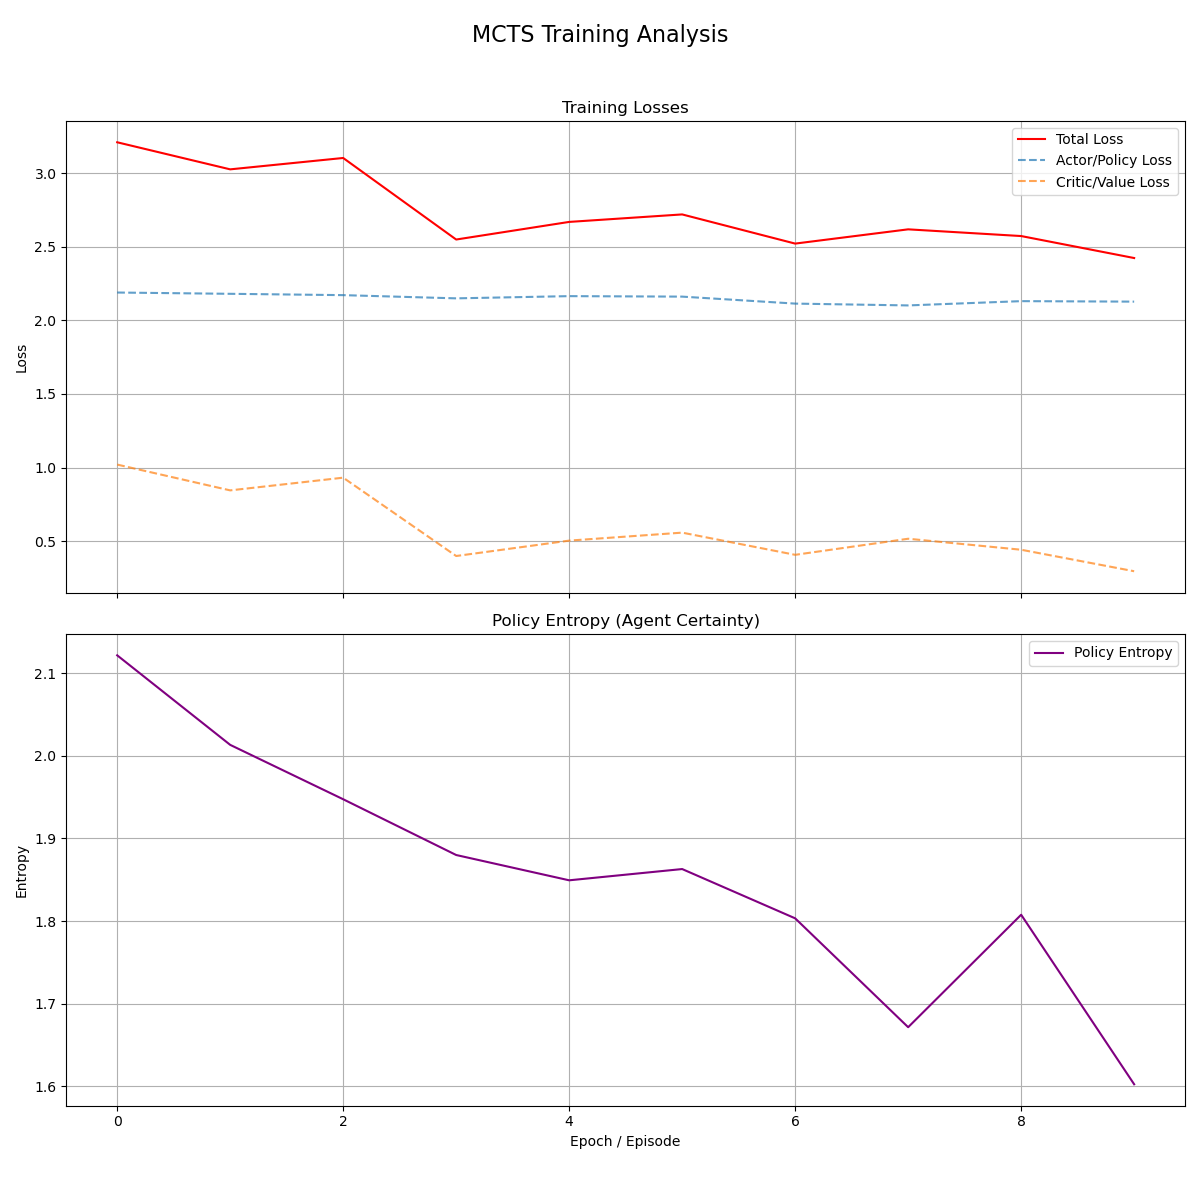 MCTS Training Analysis
Training Losses
Total Loss
Actor/Policy Loss
Critic/Value Loss
3.0
2.5
2.0
1.5
1.0
0.5
Loss
Policy Entropy (Agent Certainty)
Policy Entropy
2.1
2.0
1.9
1.8
1.7
1.6
Entropy
0 2 4 6 8
Epoch / Episode